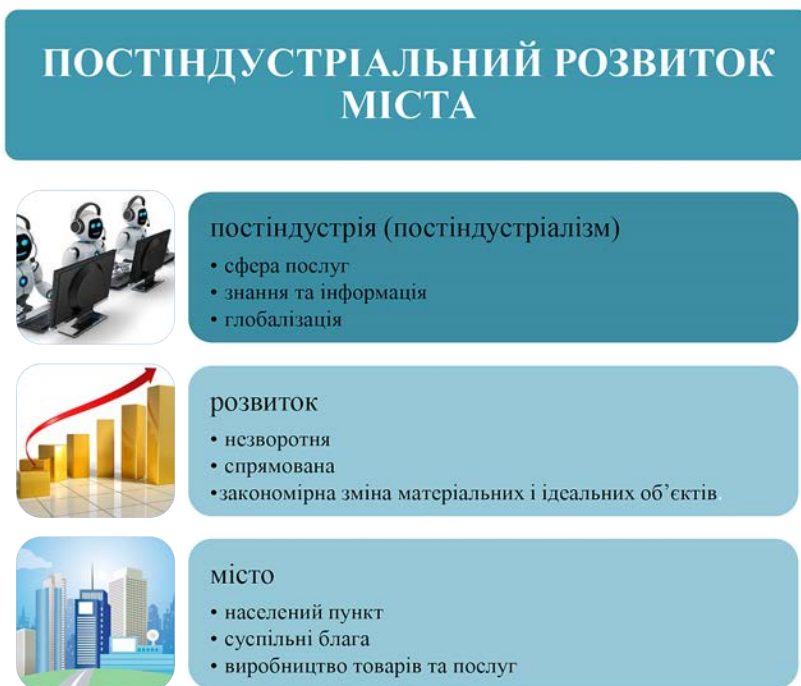 ПОСТІНДУСТРІАЛЬНИЙ РОЗВИТОК
МІСТА
постіндустрія (постіндустріалізм)
• сфера послуг
• знання та інформація
• глобалізація
розвиток
• незворотня
• спрямована
•закономірна зміна матеріальних і ідеальних об’єктів.
місто
• населений пункт
• суспільні блага
• виробництво товарів та послуг